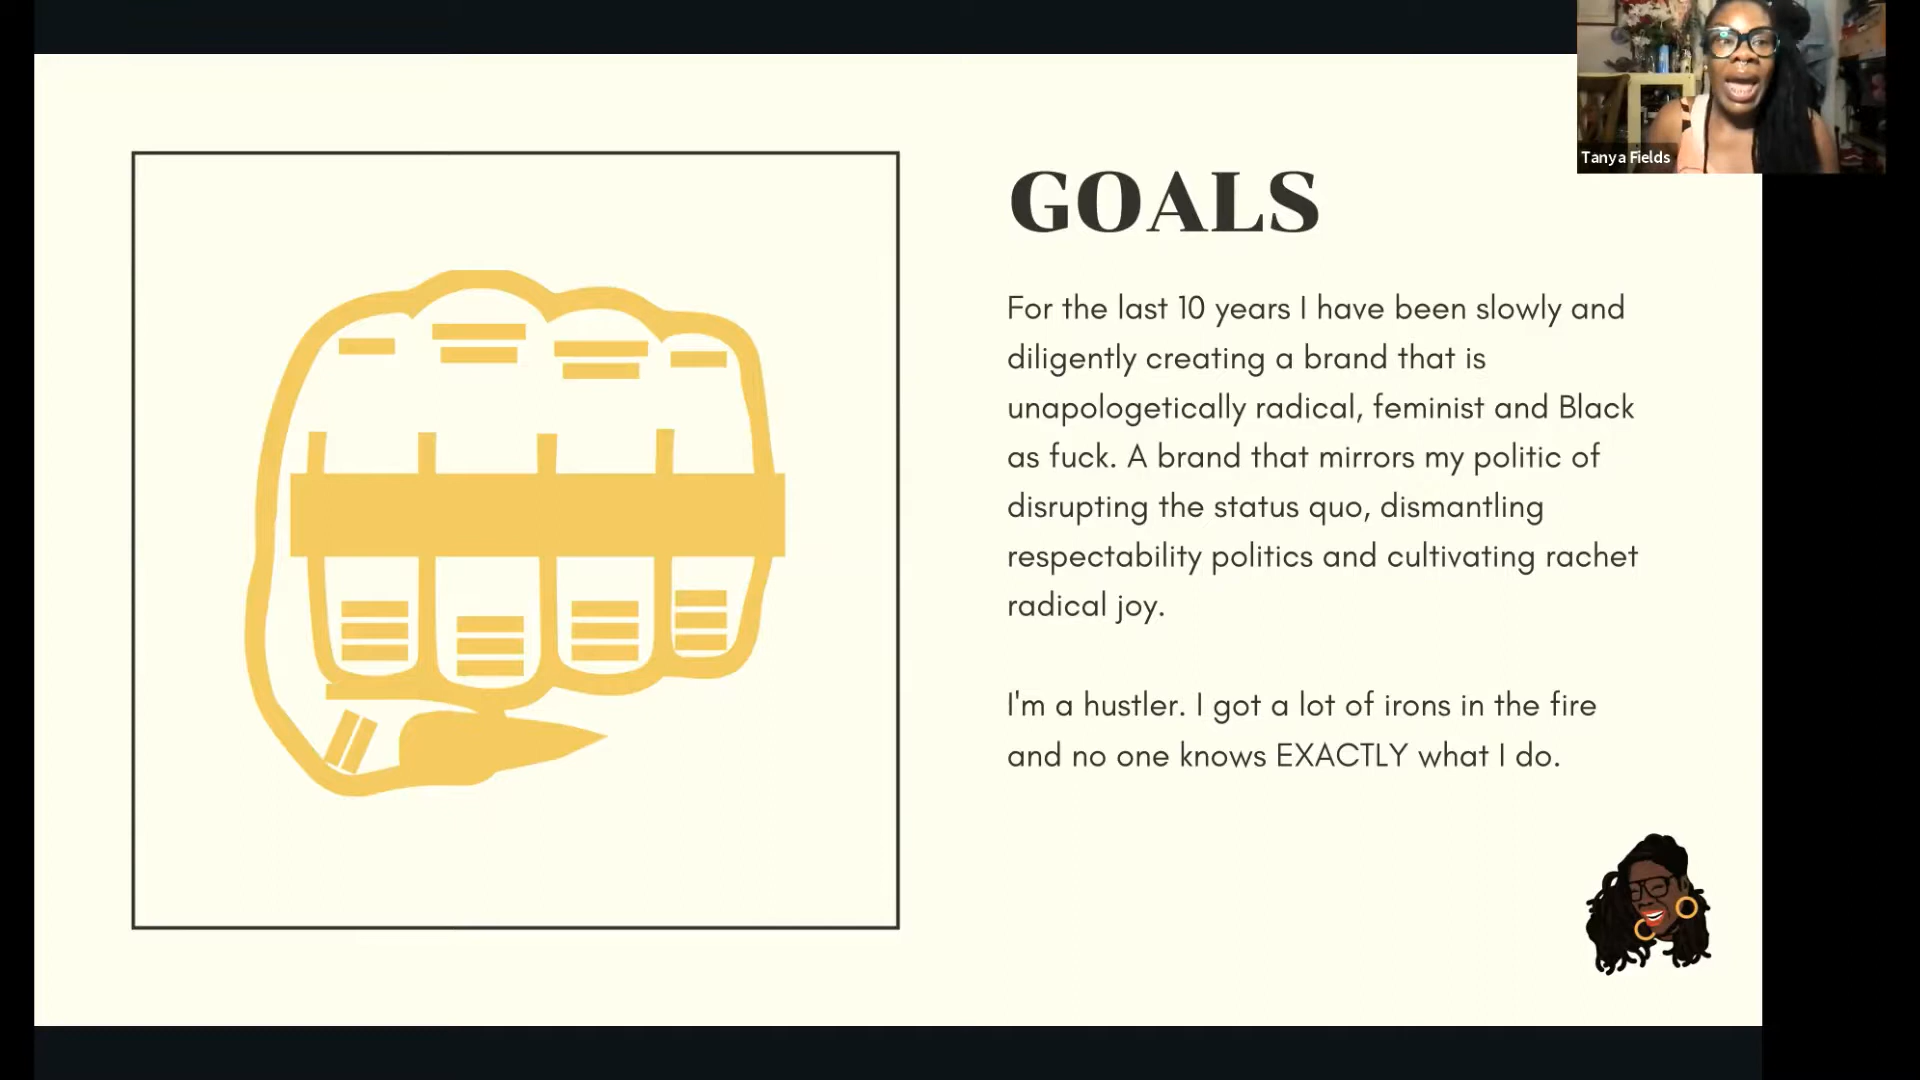 Tanya Fields
GOALS
For the last 10 years I have been slowly and
diligently creating a brand that is
unapologetically radical, feminist and Black
as fuck. A brand that mirrors my politic of
disrupting the status quo, dismantling
respectability politics and cultivating rachet
radical joy.
I'm a hustler. I got a lot of irons in the fire
and no one knows EXACTLY what I do.